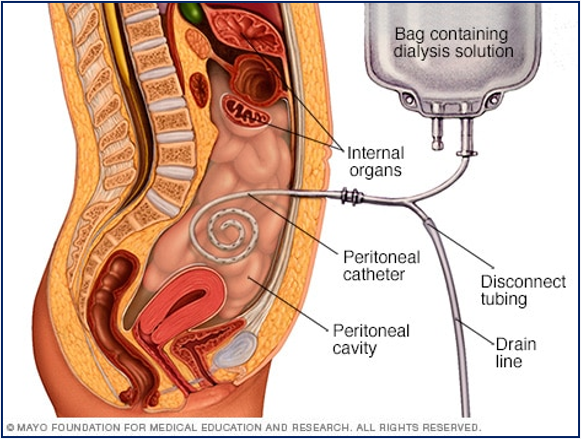 Bag containing
dialysis solution
Internal
organs
Peritoneal
catheter
Disconnect
tubing
Peritoneal
cavity
Drain
line
© MAYO FOUNDATION FOR MEDICAL EDUCATION AND RESEARCH. ALL RIGHTS RESERVED.